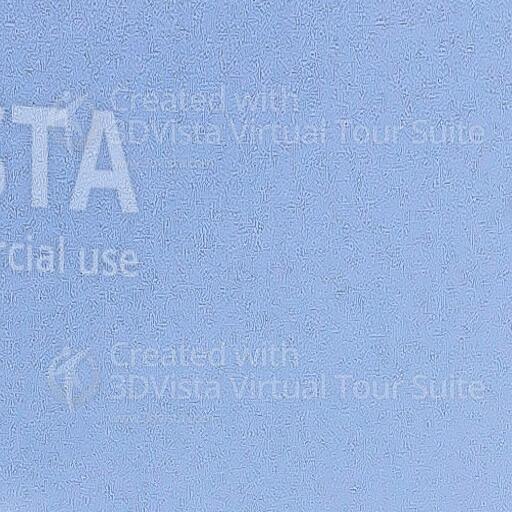 Created with
3DVista Virtual Tour Suite
STA
rcial use
Created with
3DVista Virtual Tour Suite